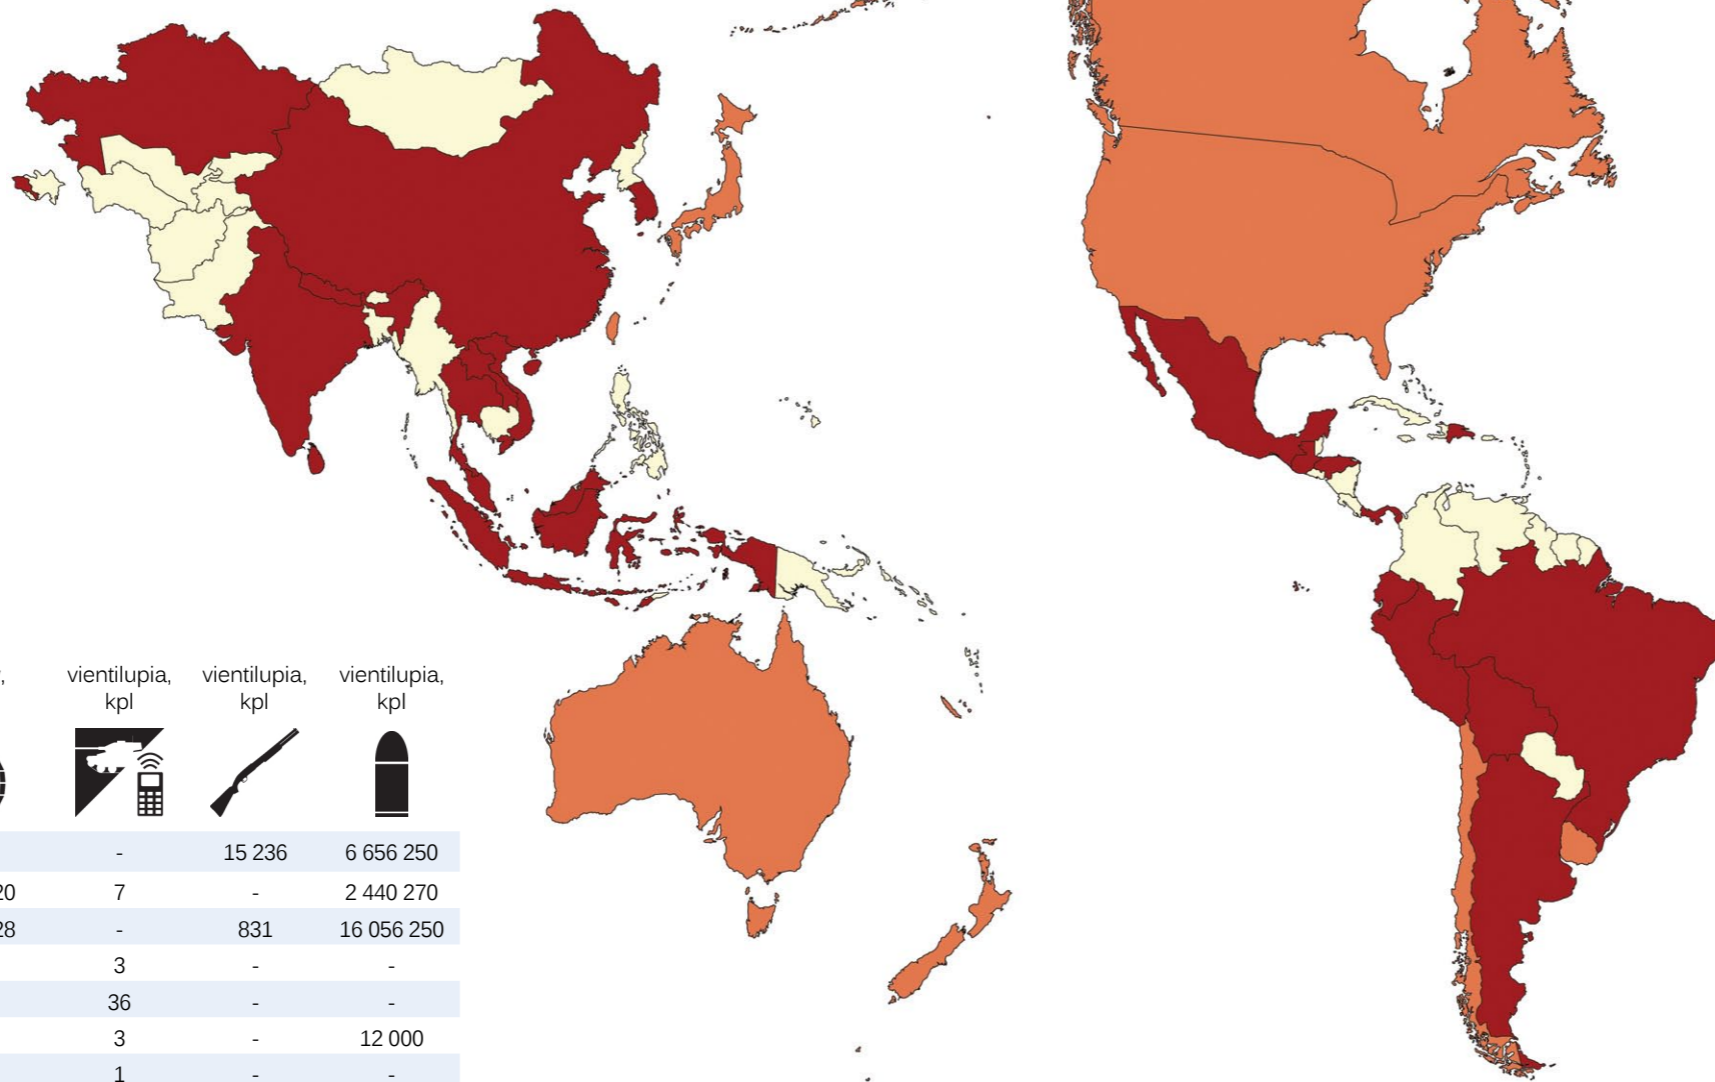 vientilupia, vientilupia, vientilupia,
kpl kpl kpl
- 15 236 6 656 250
20 7 - 2 440 270
28 - 831 16 056 250
3 - -
36 - -
3 - 12 000
1 - -